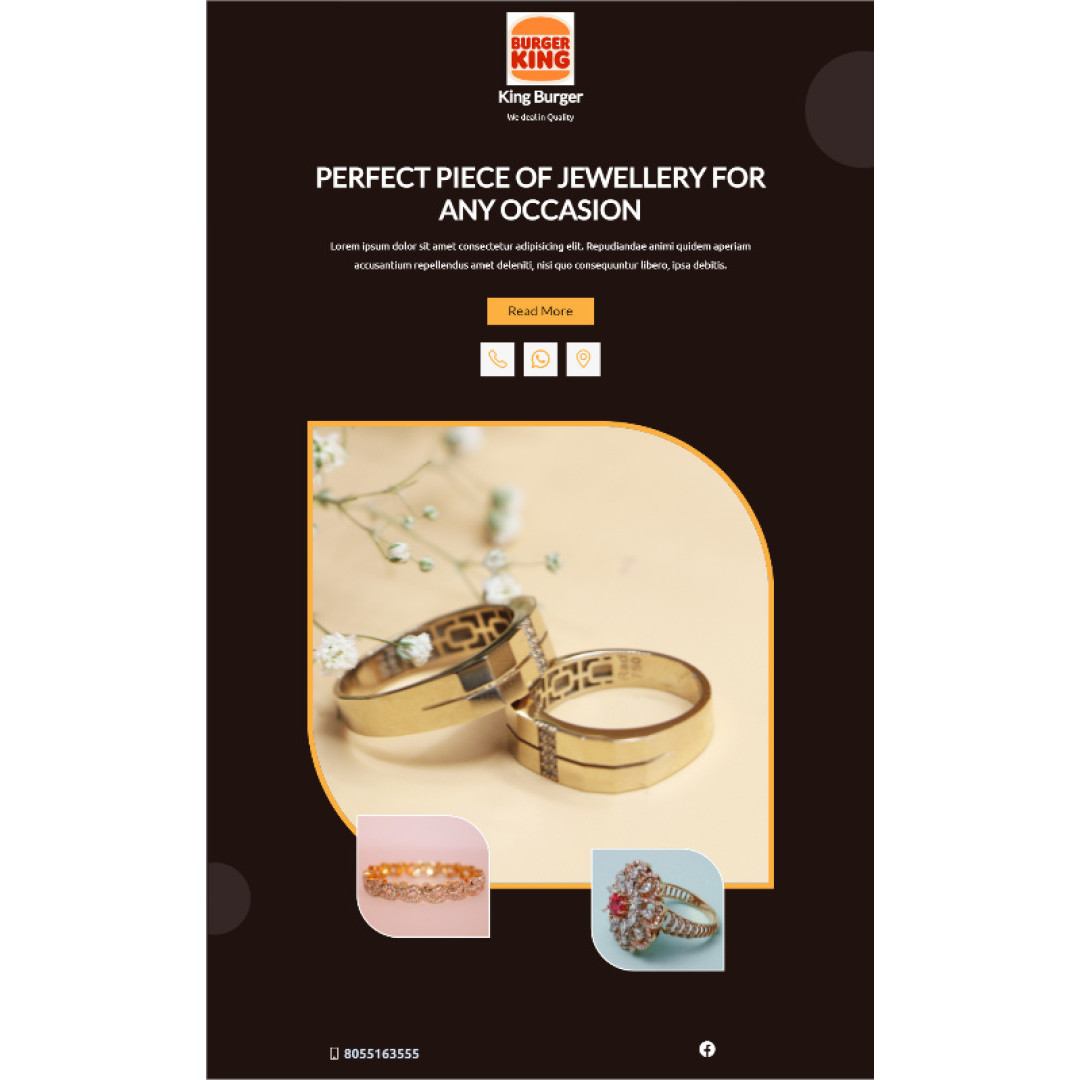 BURGER
KING
King Burger
We deal in Quality
PERFECT PIECE OF JEWELLERY FOR
ANY OCCASION
Lorem ipsum dolor sit amet consectetur adipisicing elit. Repudiandae animi quidem aperiam
accusantium repellendus amet deleniti, nisi quo consequuntur libero, ipsa debitis.
Read More
750
8055163555